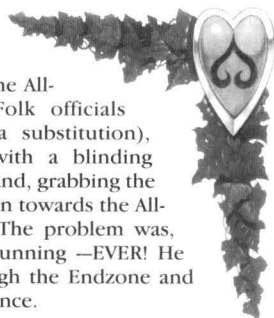 ne All-
Folk officials
a substitution),
with a blinding
and, grabbing the
n towards the All-
The problem was,
unning —EVER! He
gh the Endzone and
nce.